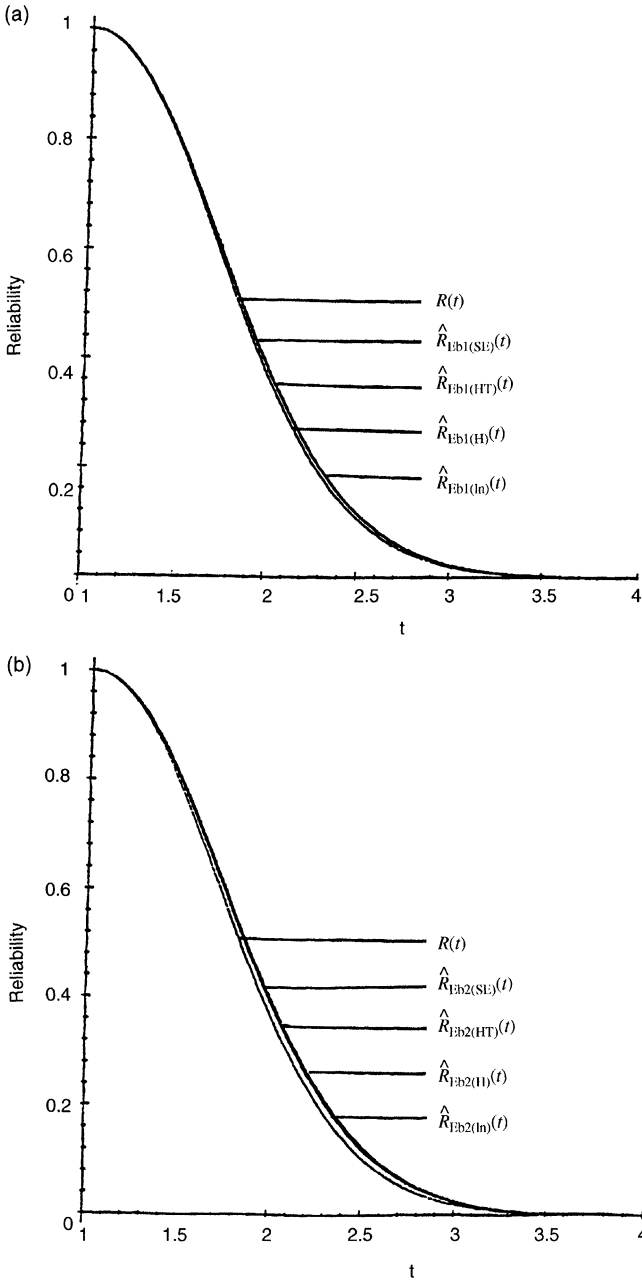 (a)
1
0.8
0.6
0.4
0.2
Reliability
R(t)
R̂Eb1(SE)(t)
R̂Eb1(HT)(t)
R̂Eb1(H)(t)
R̂Eb1(ln)(t)
0 1 1.5 2 2.5 3 3.5 4
t
(b)
1
0.8
0.6
0.4
0.2
0
Reliability
R(t)
R̂Eb2(SE)(t)
R̂Eb2(HT)(t)
R̂Eb2(H)(t)
R̂Eb2(ln)(t)
1 1.5 2 2.5 3 3.5 4
t